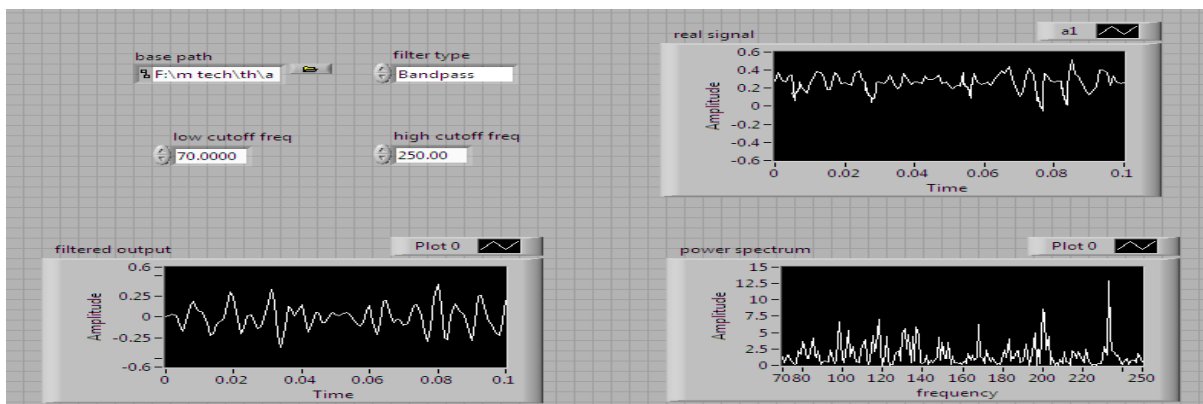 base path
F:\m tech\th\a
filter type
Bandpass
low cutoff freq
70.0000
high cutoff freq
250.00
real signal
a1
Amplitude
0.6
0.4
0.2
0
-0.2
-0.4
-0.6
0 0.02 0.04 0.06 0.08 0.1
Time
filtered output
Plot 0
Amplitude
0.6
0.25
0
-0.25
-0.6
0 0.02 0.04 0.06 0.08 0.1
Time
power spectrum
Plot 0
Amplitude
15
12.5
10
7.5
5
2.5
0
70 80 100 120 140 160 180 200 220 250
frequency